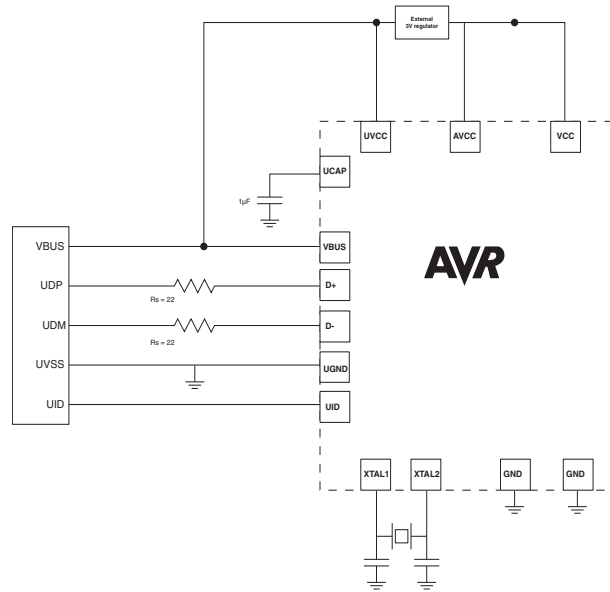 External
3V regulator
UVCC
AVCC
VCC
UCAP
1µF
VBUS
VBUS
UDP
D+
Rs = 22
UDM
D-
Rs = 22
UVSS
UGND
UID
UID
AVR
XTAL1
XTAL2
GND
GND